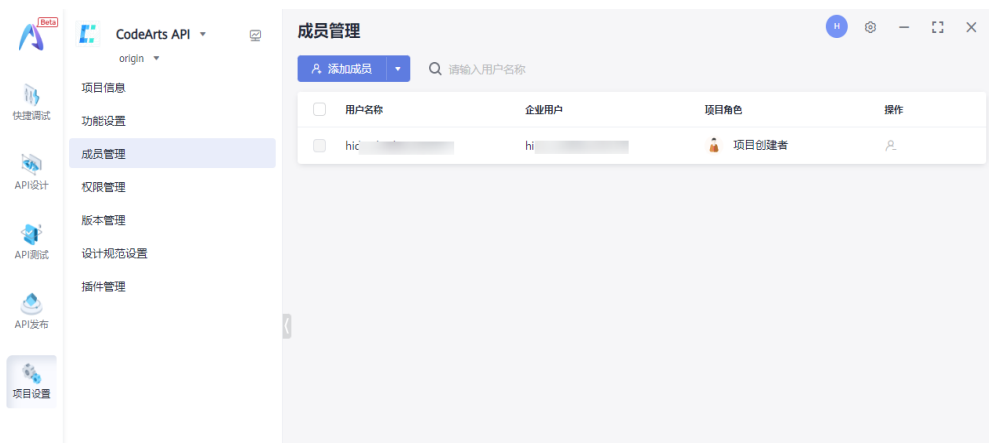 Beta
快捷调试
API设计
API测试
API发布
项目设置
CodeArts API
origin
项目信息
功能设置
成员管理
权限管理
版本管理
设计规范设置
插件管理
成员管理
H
添加成员
请输入用户名称
用户名称 企业用户 项目角色 操作
项目创建者